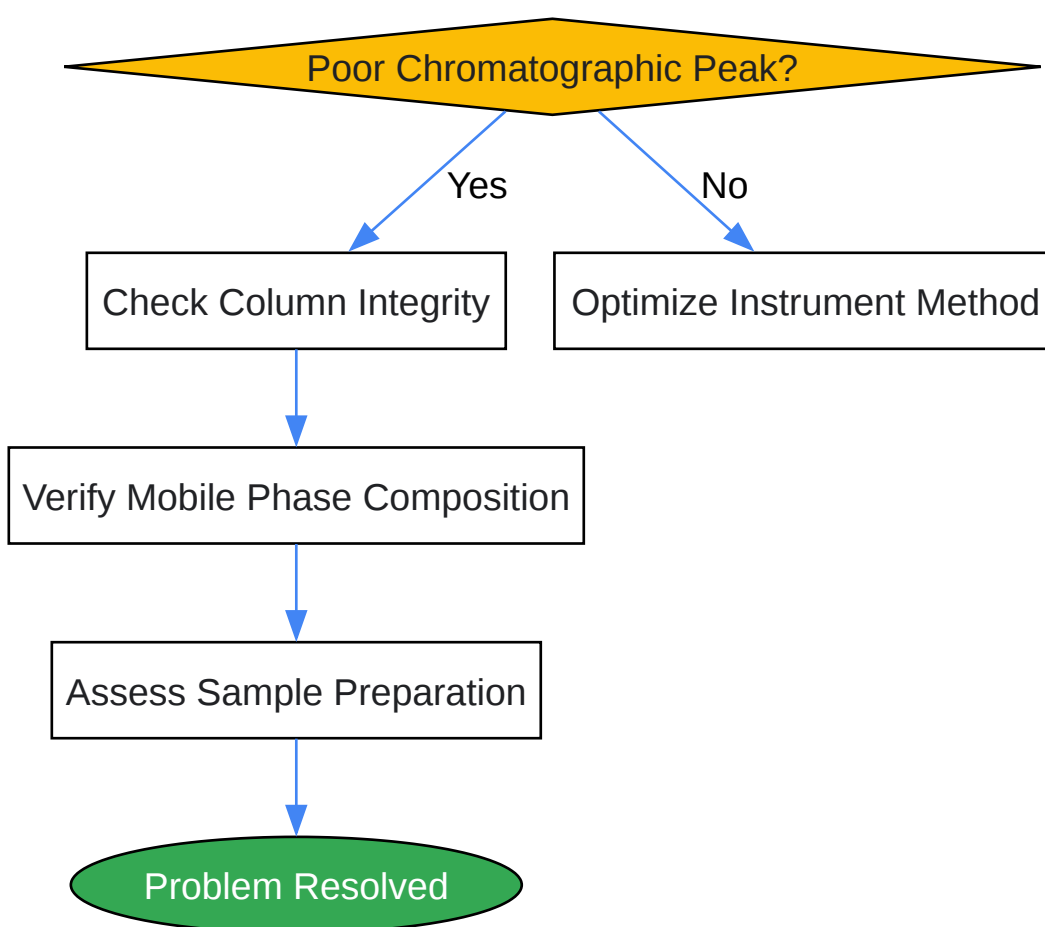 Poor Chromatographic Peak?
Yes
No
Check Column Integrity
Optimize Instrument Method
Verify Mobile Phase Composition
Assess Sample Preparation
Problem Resolved